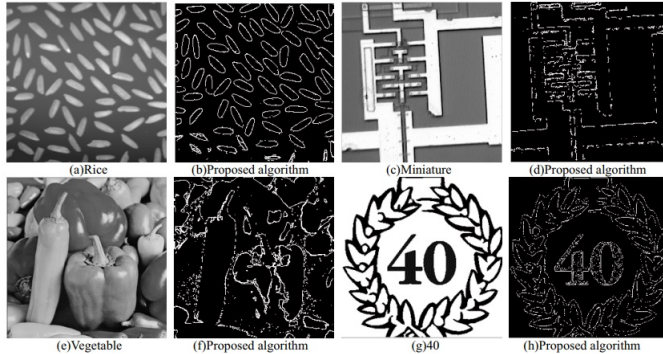 (a)Rice
(b)Proposed algorithm
(c)Miniature
(d)Proposed algorithm
40
40
(e)Vegetable
(f)Proposed algorithm
(g)40
(h)Proposed algorithm